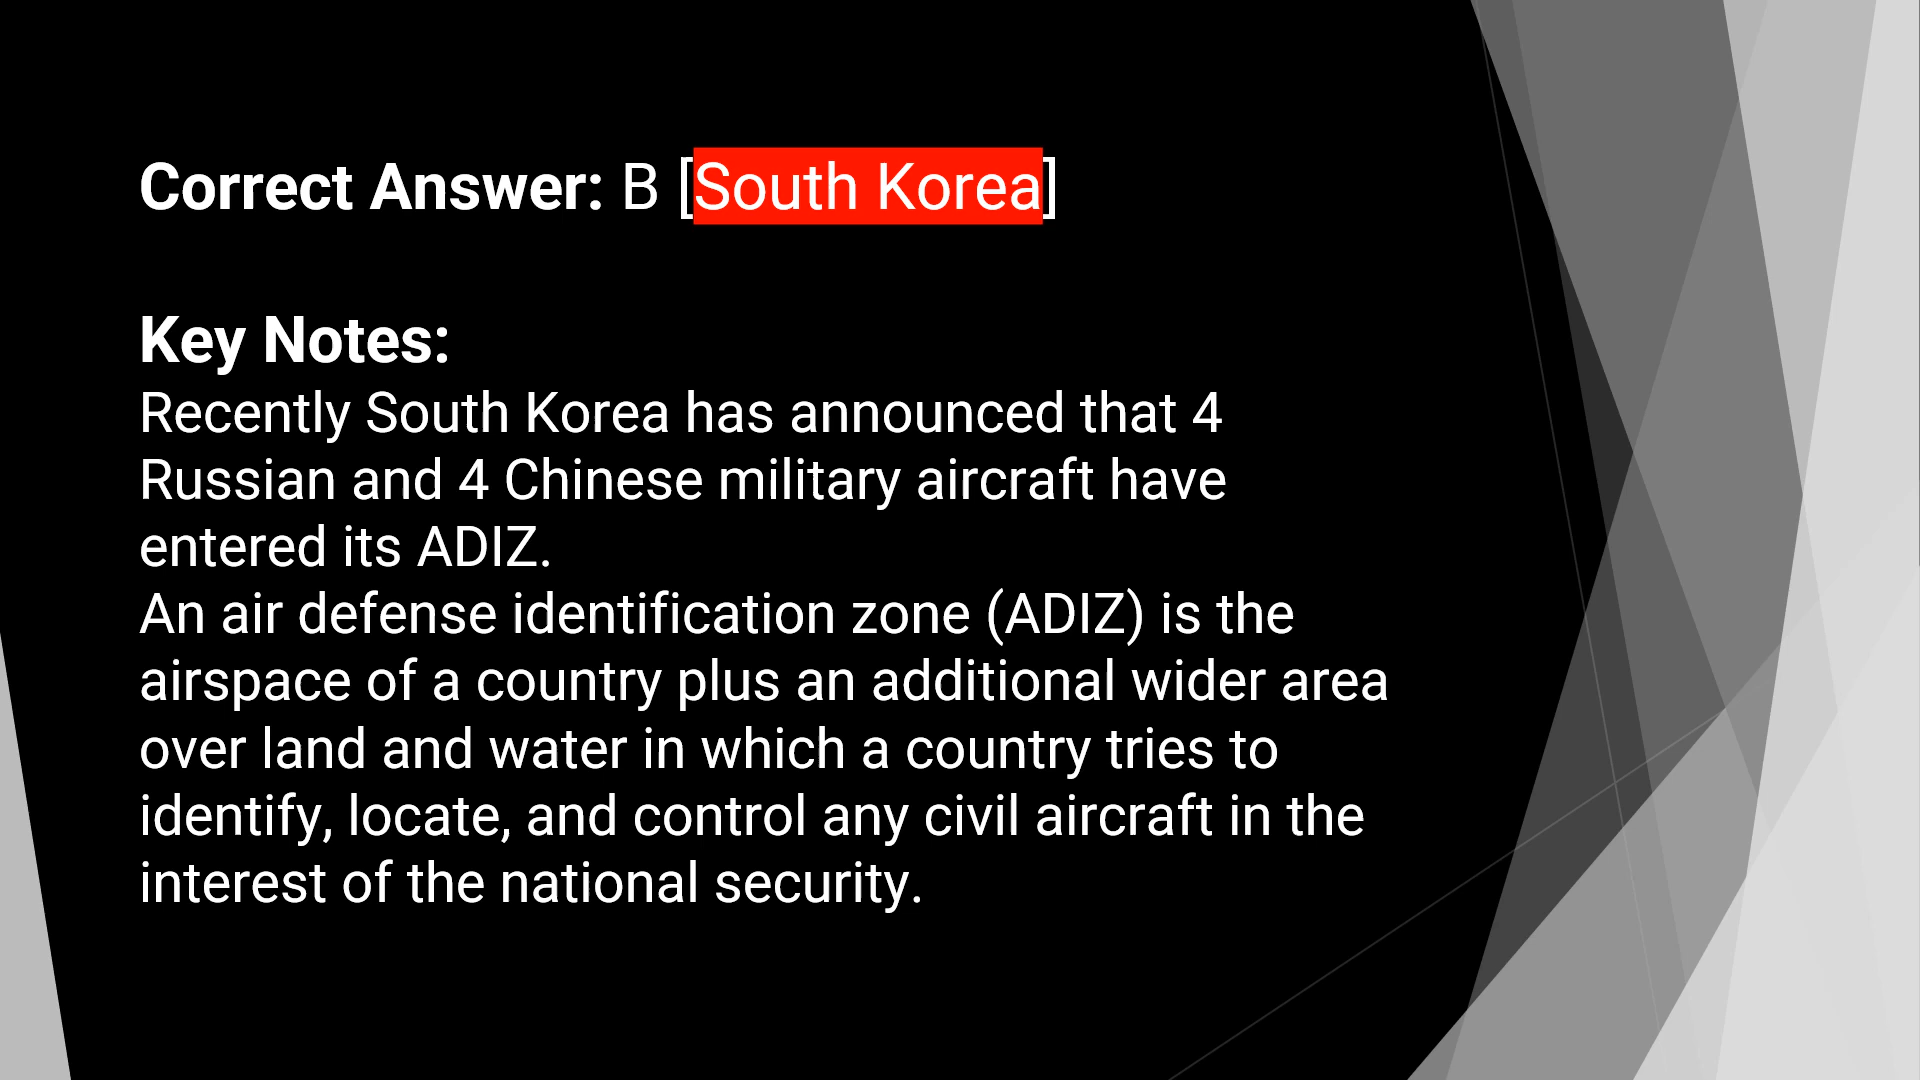 Correct Answer: B [South Korea]
Key Notes:
Recently South Korea has announced that 4
Russian and 4 Chinese military aircraft have
entered its ADIZ.
An air defense identification zone (ADIZ) is the
airspace of a country plus an additional wider area
over land and water in which a country tries to
identify, locate, and control any civil aircraft in the
interest of the national security.